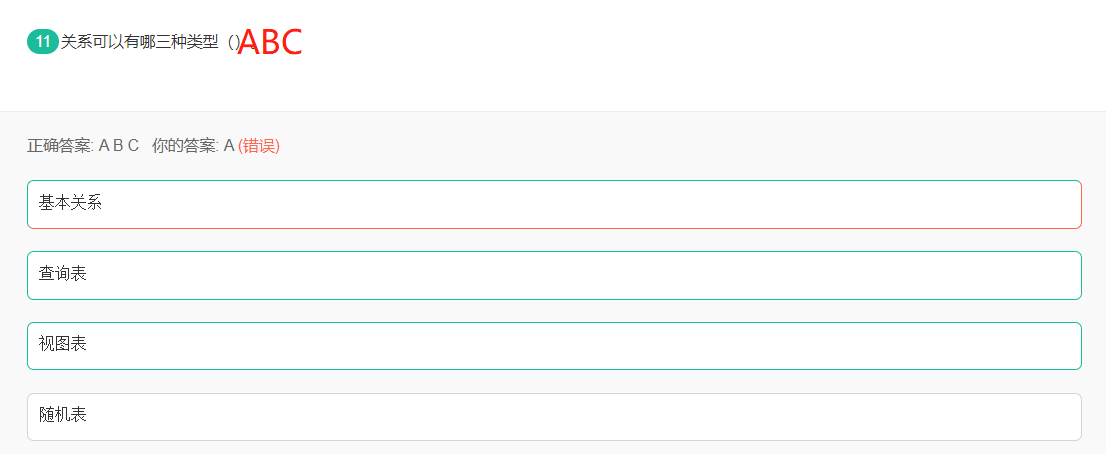 11 关系可以有哪三种类型（） ABC
正确答案: A B C 你的答案: A (错误)
基本关系
查询表
视图表
随机表